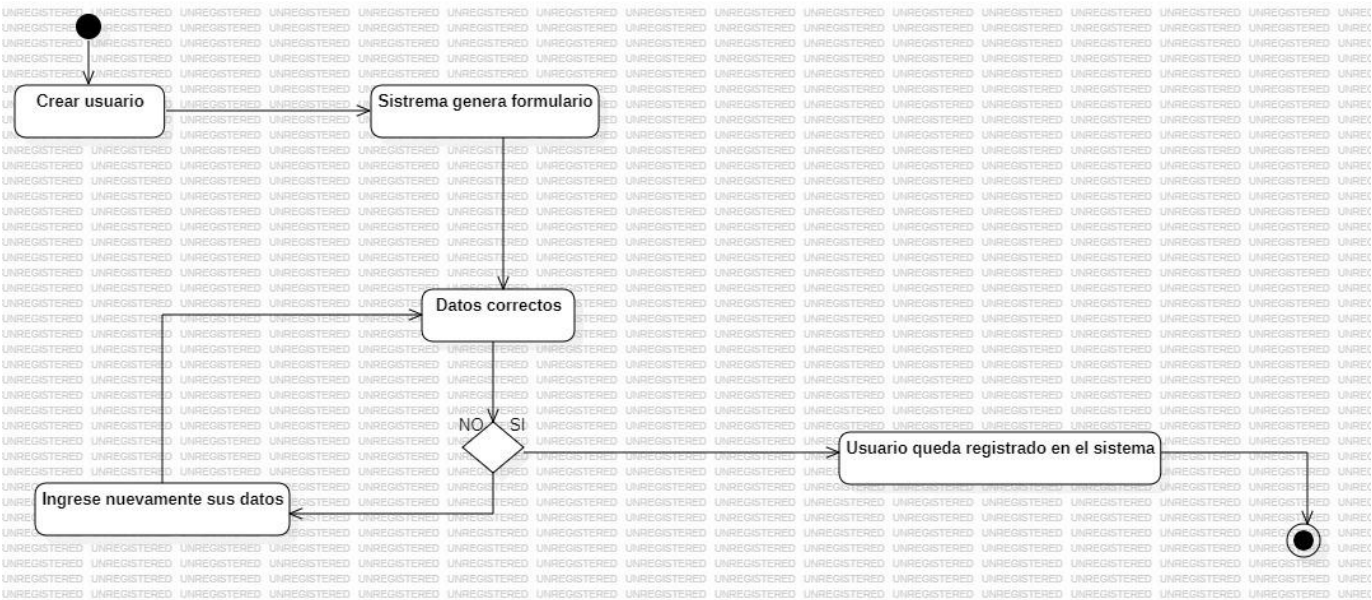 Crear usuario
Sistrema genera formulario
Datos correctos
NO
SI
Usuario queda registrado en el sistema
Ingrese nuevamente sus datos
UNREGISTERED